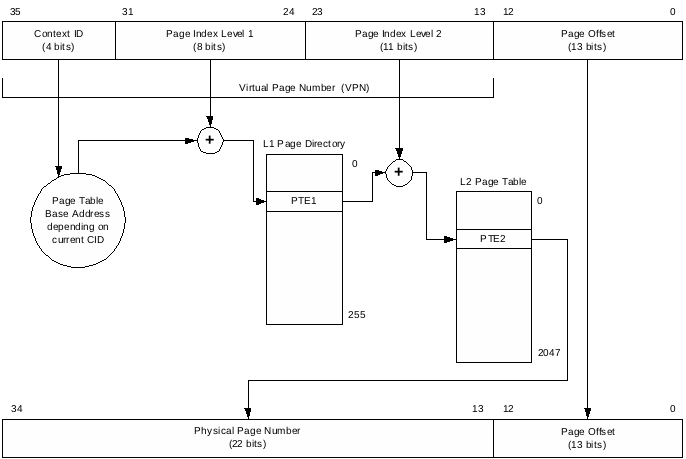 35 31 24 23 13 12 0
Context ID
(4 bits)
Page Index Level 1
(8 bits)
Page Index Level 2
(11 bits)
Page Offset
(13 bits)
Virtual Page Number (VPN)
+
L1 Page Directory
0
PTE1
255
+
L2 Page Table
0
PTE2
2047
Page Table
Base Address
depending on
current CID
34 13 12 0
Physical Page Number
(22 bits)
Page Offset
(13 bits)